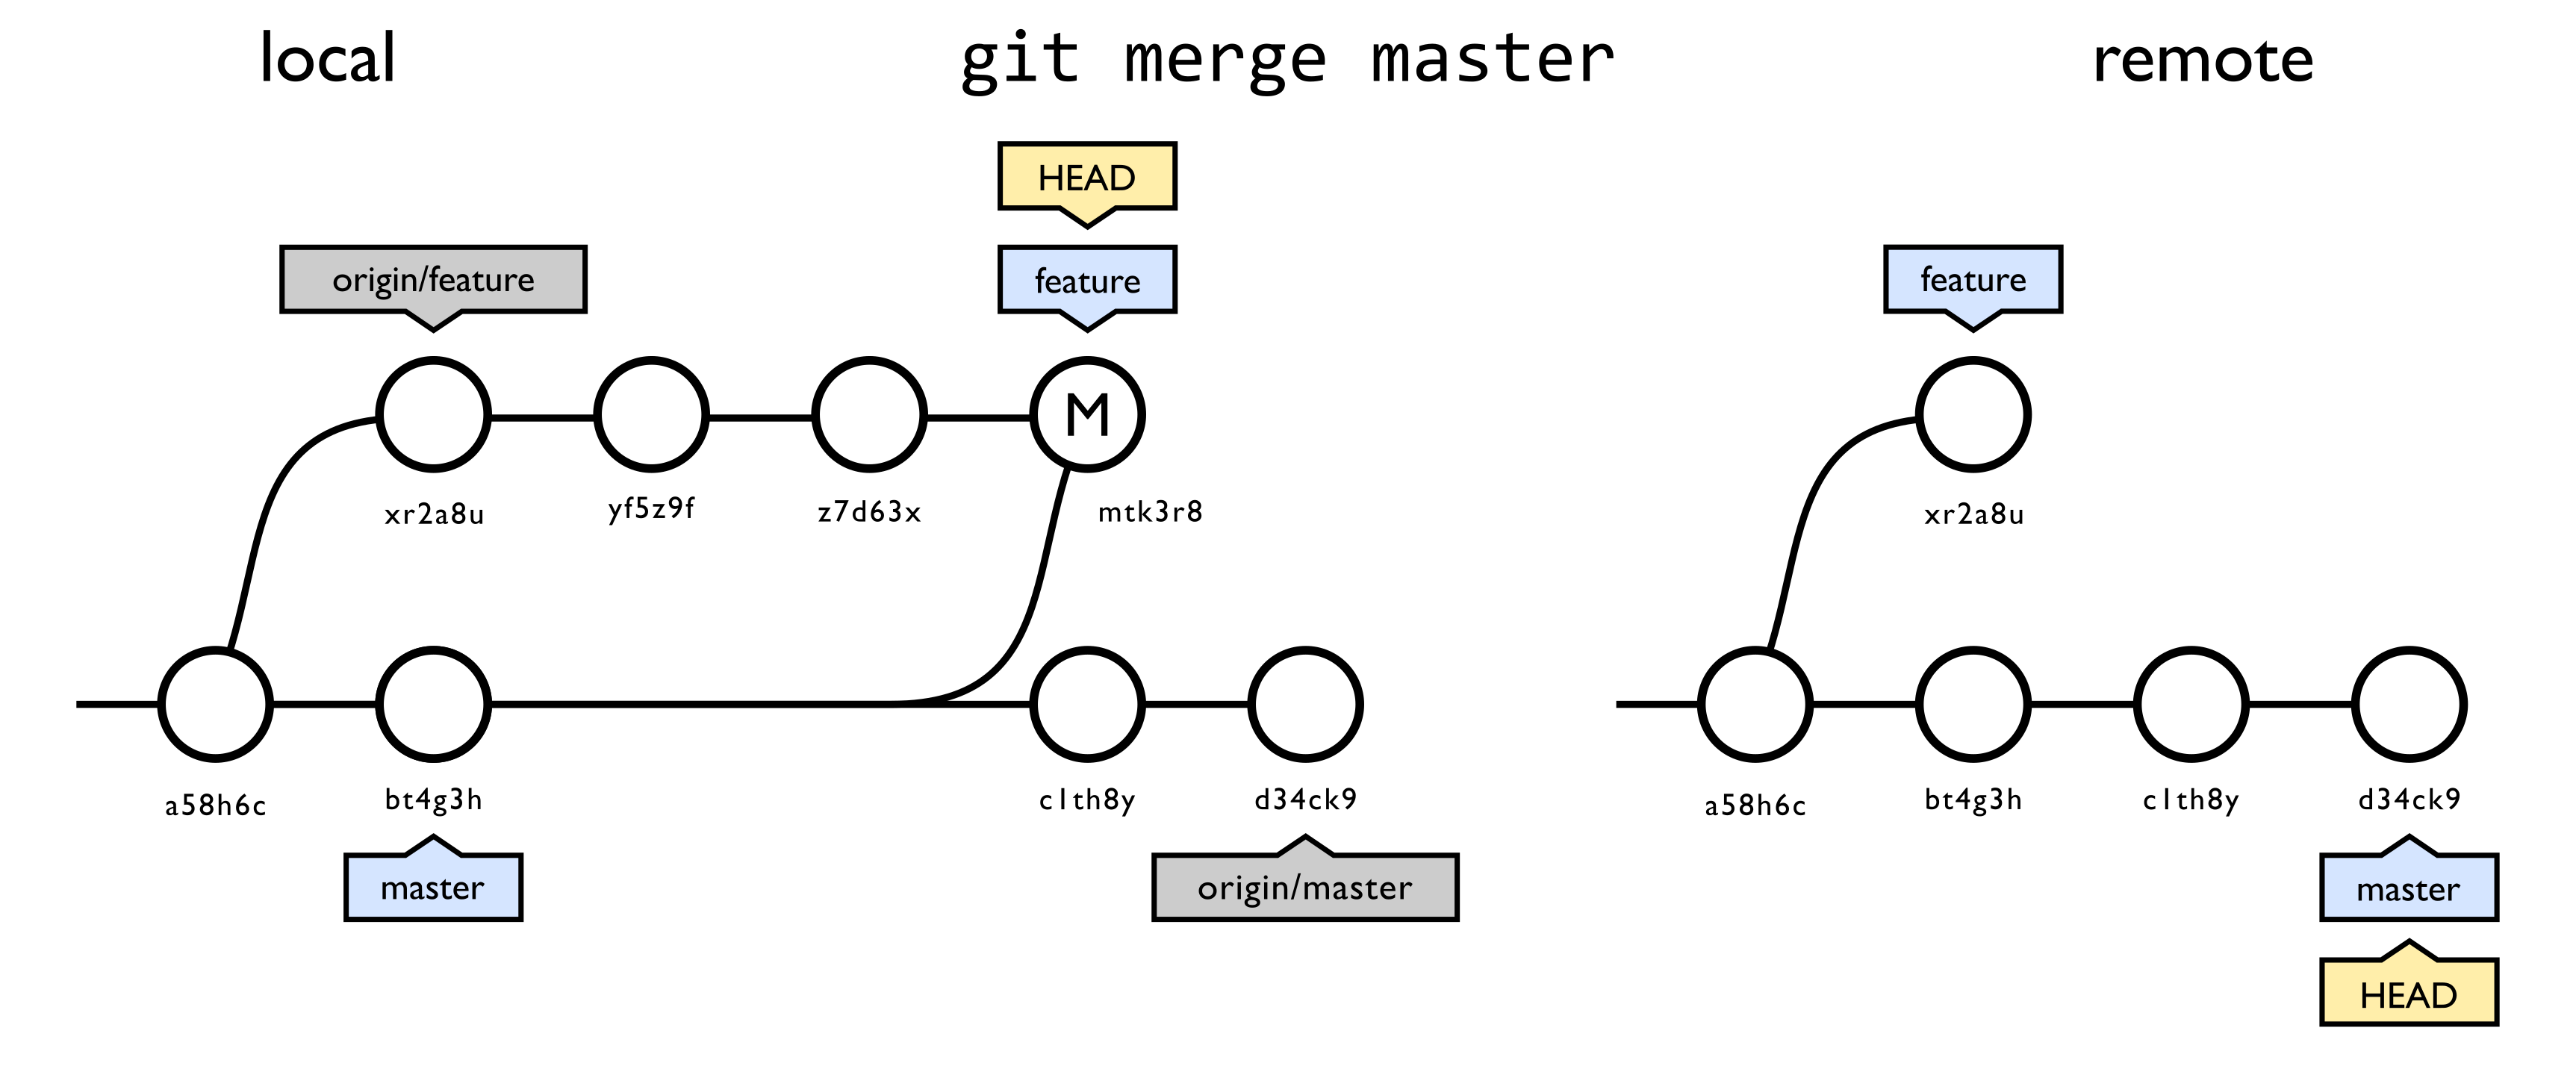 local
git merge master
remote
HEAD
origin/feature
feature
feature
M
xr2a8u
yf5z9f
z7d63x
mtk3r8
xr2a8u
a58h6c
bt4g3h
c1th8y
d34ck9
a58h6c
bt4g3h
c1th8y
d34ck9
master
origin/master
master
HEAD